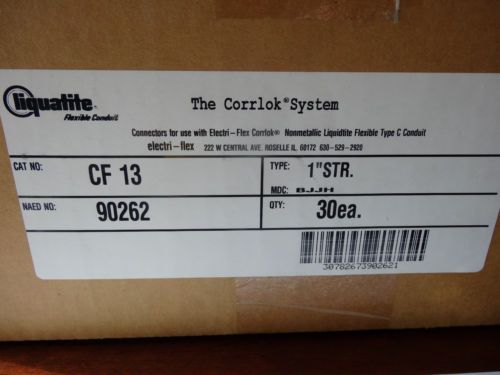 liquatite
Flexible Conduit
The Corrlok® System
Connectors for use with Electri-Flex Corrlok® Nonmetallic Liquidtite Flexible Type C Conduit
electri-flex 222 W CENTRAL AVE. ROSELLE IL. 60172 630-529-2920
CAT NO: CF 13
TYPE: 1"STR.
MDC: BJJH
NAED NO: 90262
QTY: 30ea.
30782673902621